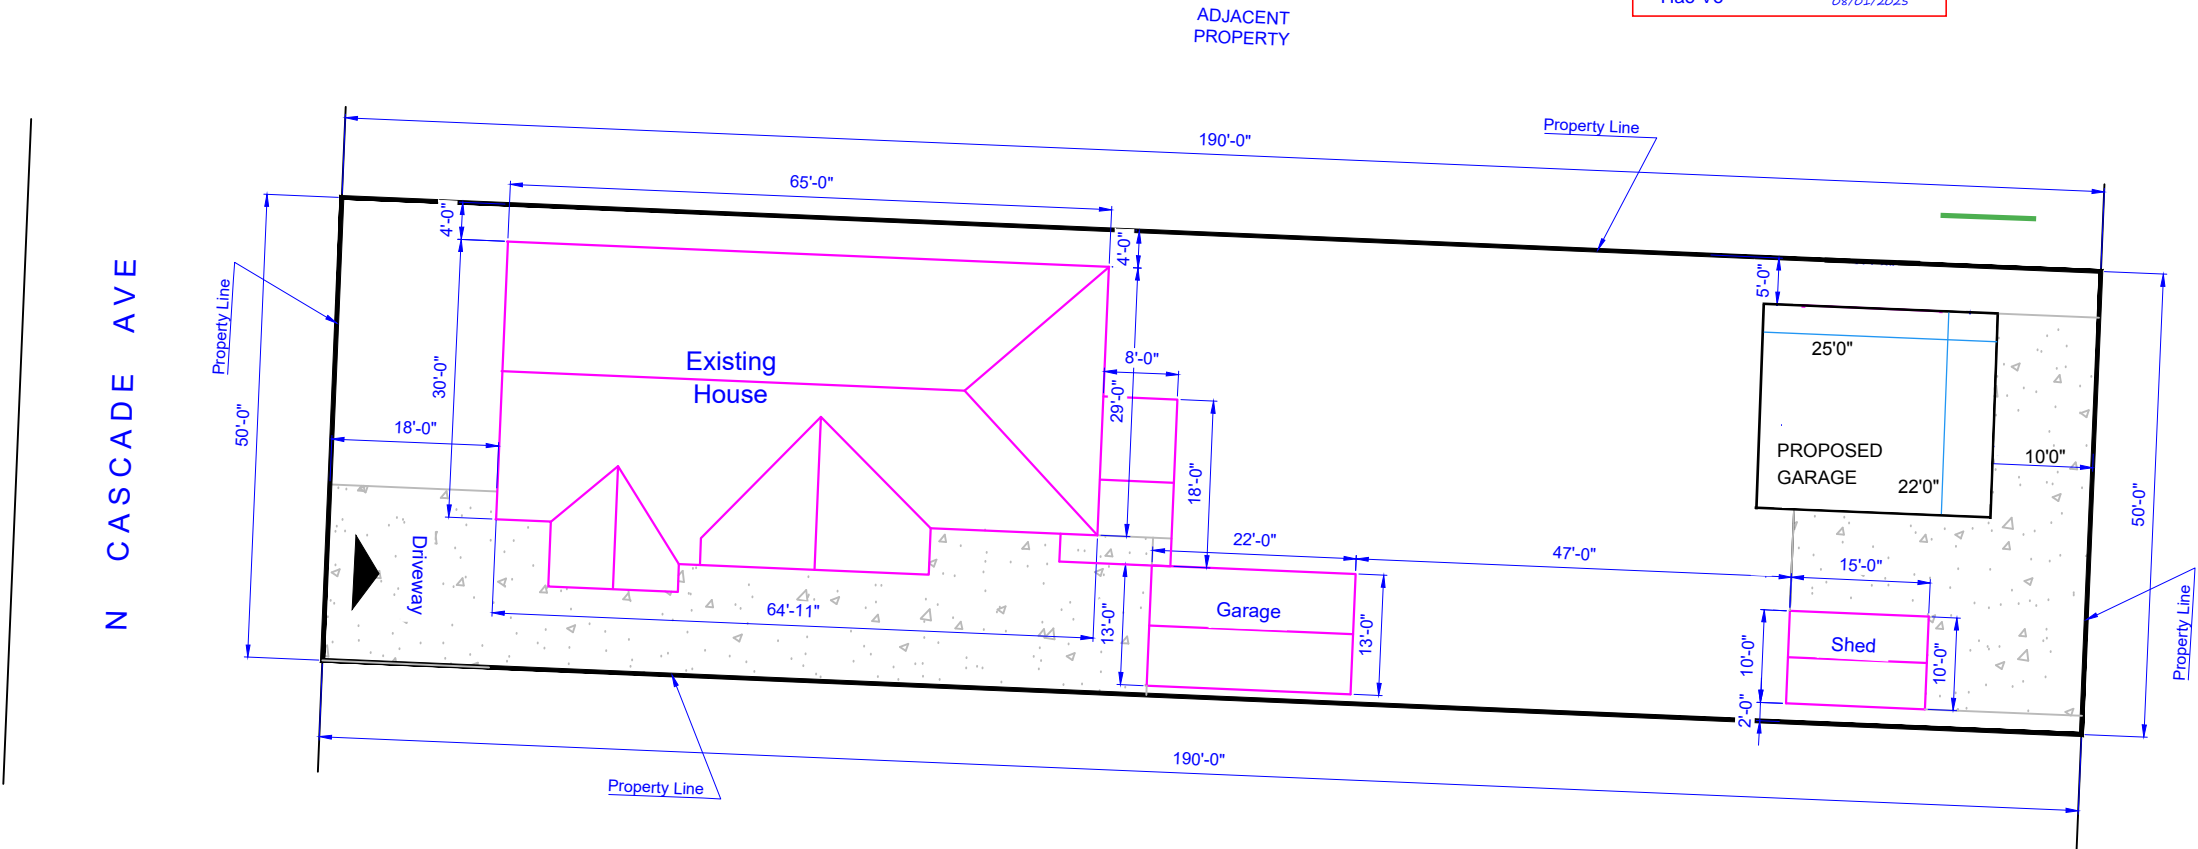 ADJACENT
PROPERTY
08/01/2025
190'-0"
Property Line
65'-0"
4'-0"
4'-0"
5'-0"
N CASCADE AVE
Property Line
50'-0"
30'-0"
18'-0"
Existing
House
8'-0"
29'-0"
18'-0"
25'0"
PROPOSED
GARAGE
22'0"
10'0"
50'-0"
Driveway
64'-11"
13'-0"
22'-0"
Garage
13'-0"
47'-0"
15'-0"
10'-0"
Shed
10'-0"
2'-0"
Property Line
190'-0"
Property Line